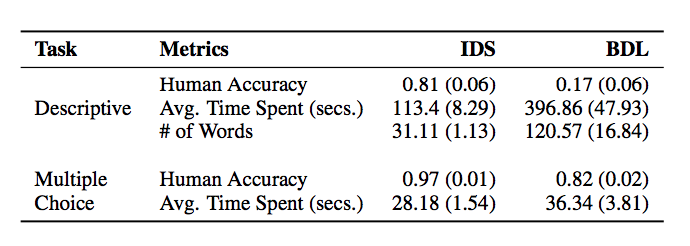 Task Metrics IDS BDL
Human Accuracy 0.81 (0.06) 0.17 (0.06)
Descriptive Avg. Time Spent (secs.) 113.4 (8.29) 396.86 (47.93)
# of Words 31.11 (1.13) 120.57 (16.84)
Multiple Human Accuracy 0.97 (0.01) 0.82 (0.02)
Choice Avg. Time Spent (secs.) 28.18 (1.54) 36.34 (3.81)